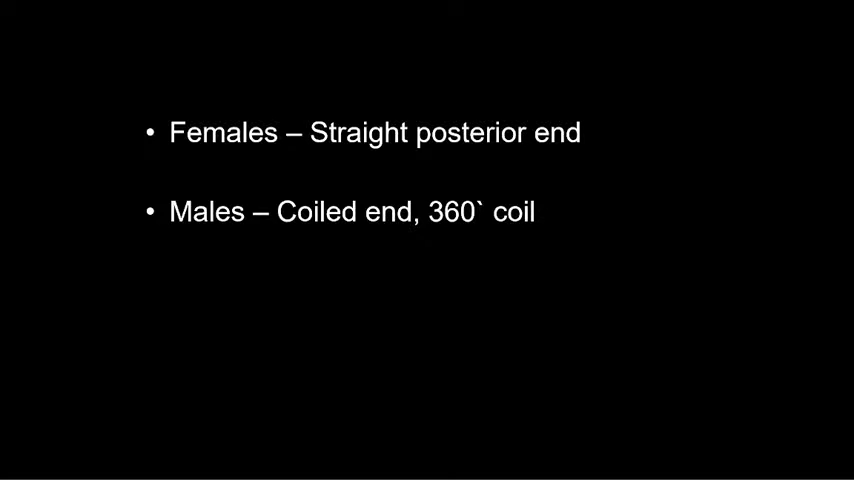 • Females – Straight posterior end
• Males – Coiled end, 360` coil